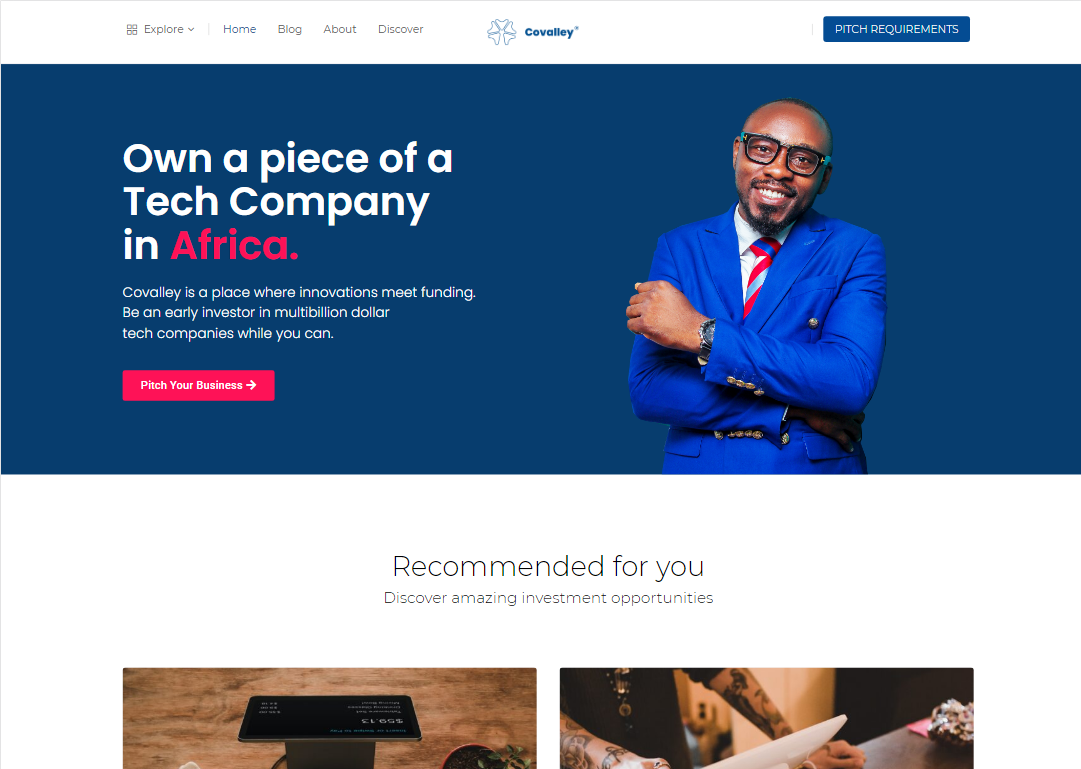 Explore
Home
Blog
About
Discover
Covalley®
PITCH REQUIREMENTS
Own a piece of a
Tech Company
in Africa.
Covalley is a place where innovations meet funding.
Be an early investor in multibillion dollar
tech companies while you can.
Pitch Your Business
Recommended for you
Discover amazing investment opportunities
$59.13